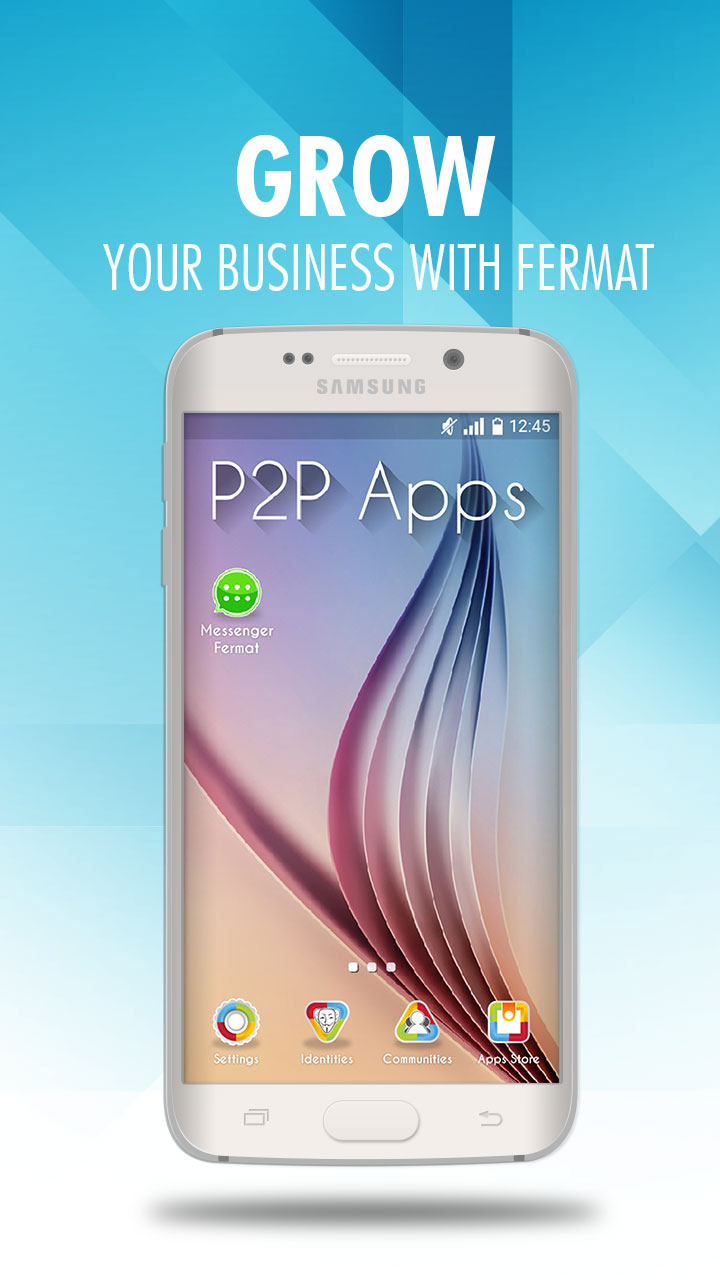 GROW
YOUR BUSINESS WITH FERMAT
SAMSUNG
12:45
P2P Apps
Messenger
Fermat
Settings
Identities
Communities
Apps Store